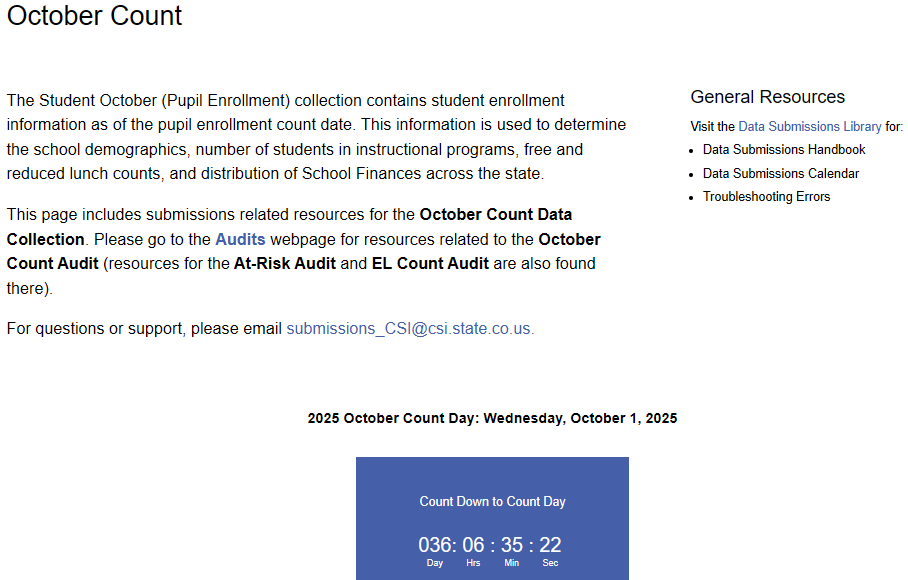 October Count
The Student October (Pupil Enrollment) collection contains student enrollment
information as of the pupil enrollment count date. This information is used to determine
the school demographics, number of students in instructional programs, free and
reduced lunch counts, and distribution of School Finances across the state.
This page includes submissions related resources for the October Count Data
Collection. Please go to the Audits webpage for resources related to the October
Count Audit (resources for the At-Risk Audit and EL Count Audit are also found
there).
For questions or support, please email submissions_CSI@csi.state.co.us.
General Resources
Visit the Data Submissions Library for:
• Data Submissions Handbook
• Data Submissions Calendar
• Troubleshooting Errors
2025 October Count Day: Wednesday, October 1, 2025
Count Down to Count Day
036: 06 : 35 : 22
Day Hrs Min Sec